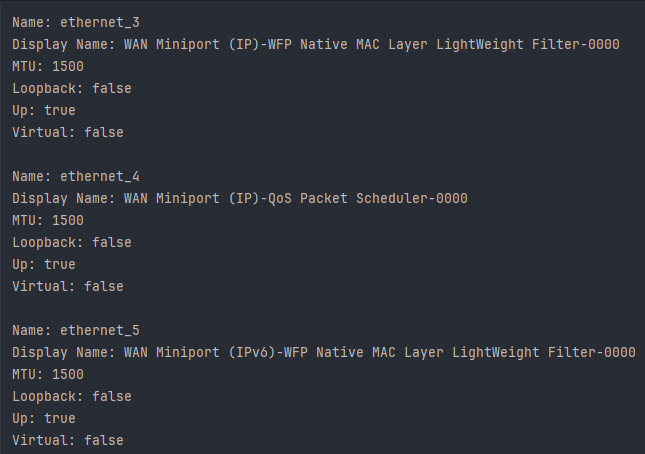 Name: ethernet_3
Display Name: WAN Miniport (IP)-WFP Native MAC Layer LightWeight Filter-0000
MTU: 1500
Loopback: false
Up: true
Virtual: false

Name: ethernet_4
Display Name: WAN Miniport (IP)-QoS Packet Scheduler-0000
MTU: 1500
Loopback: false
Up: true
Virtual: false

Name: ethernet_5
Display Name: WAN Miniport (IPv6)-WFP Native MAC Layer LightWeight Filter-0000
MTU: 1500
Loopback: false
Up: true
Virtual: false